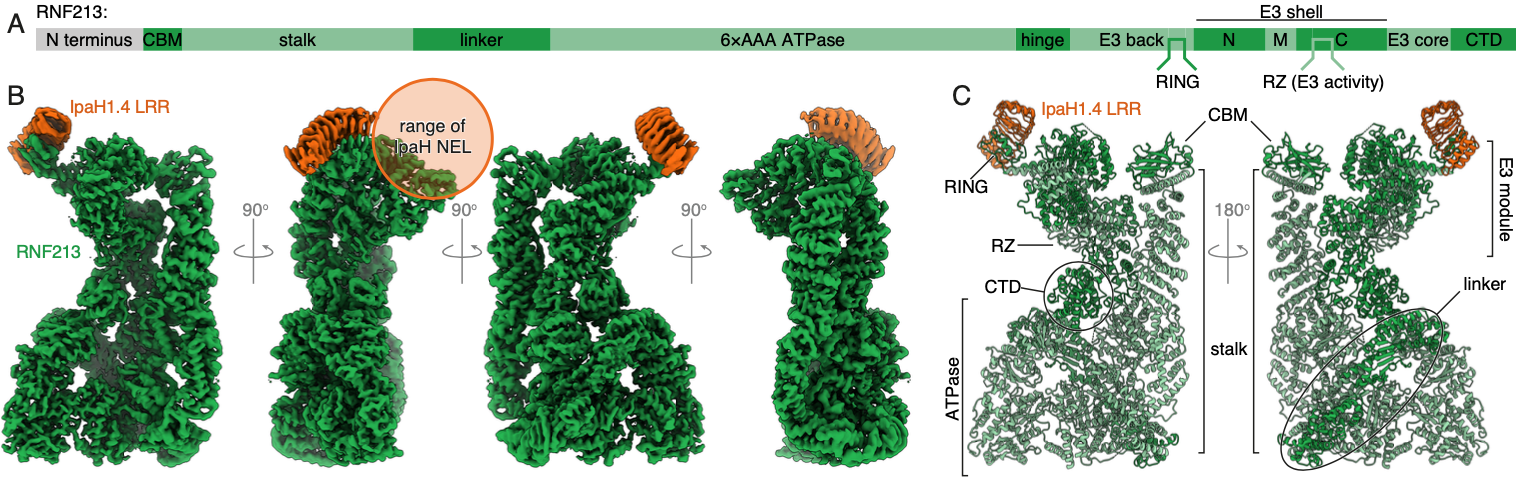 RNF213:
E3 shell
A
N terminus CBM stalk linker 6×AAA ATPase hinge E3 back N M C E3 core CTD
RING RZ (E3 activity)
B
IpaH1.4 LRR
range of
IpaH NEL
RNF213
90°
90°
90°
C
IpaH1.4 LRR
CBM
RING
E3 module
RZ
180°
CTD
linker
stalk
ATPase